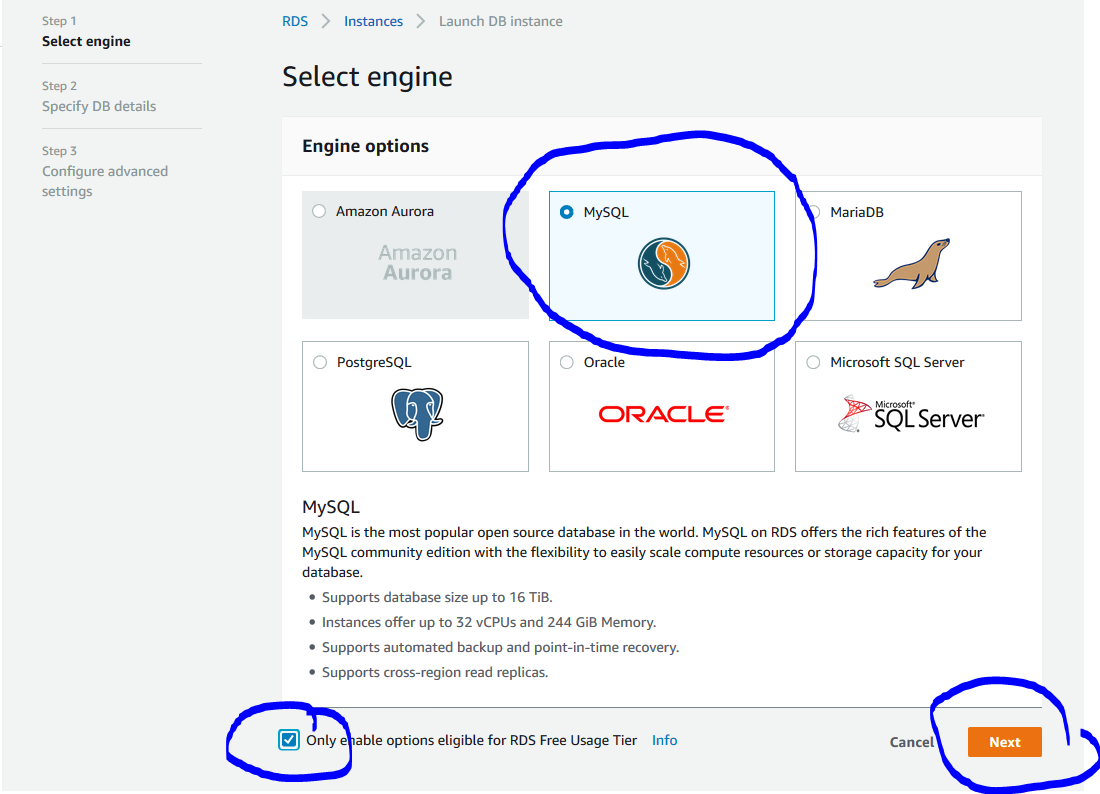 Step 1
Select engine
Step 2
Specify DB details
Step 3
Configure advanced
settings
RDS > Instances > Launch DB instance
Select engine
Engine options
Amazon Aurora
Amazon
Aurora
MySQL
MariaDB
PostgreSQL
Oracle
ORACLE®
Microsoft SQL Server
Microsoft®
SQL Server®
MySQL
MySQL is the most popular open source database in the world. MySQL on RDS offers the rich features of the
MySQL community edition with the flexibility to easily scale compute resources or storage capacity for your
database.
• Supports database size up to 16 TiB.
• Instances offer up to 32 vCPUs and 244 GiB Memory.
• Supports automated backup and point-in-time recovery.
• Supports cross-region read replicas.
Only enable options eligible for RDS Free Usage Tier Info
Cancel Next